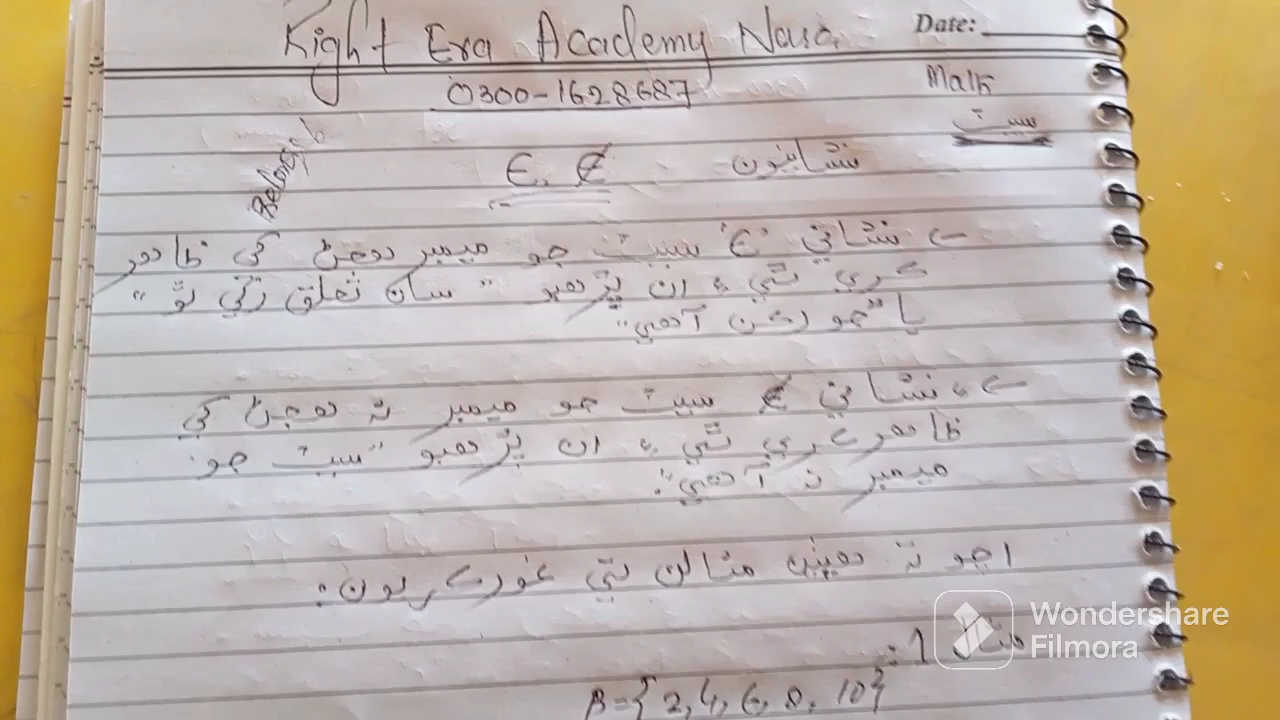 Right Era Academy Nara
Date:
0300-1628687
Math
سيٽ
Belong to
نشانيون ∈, ∉
← نشاني '∈' سيٽ جو ميمبر هجڻ کي ظاهر
ڪري ٿي ۽ ان پڙهبو "سان تعلق رکي ٿو"
يا جو رڪن آهي"
← نشاني ∉ سيٽ جو ميمبر نه هجڻ کي
ظاهر ڪري ٿي ۽ ان پڙهبو "سيٽ جو
ميمبر نه آهي".
اچو ته هيٺين مثالن تي غور ڪريون:
مثال 1:
B={2,4,6,8,10}
Wondershare
Filmora